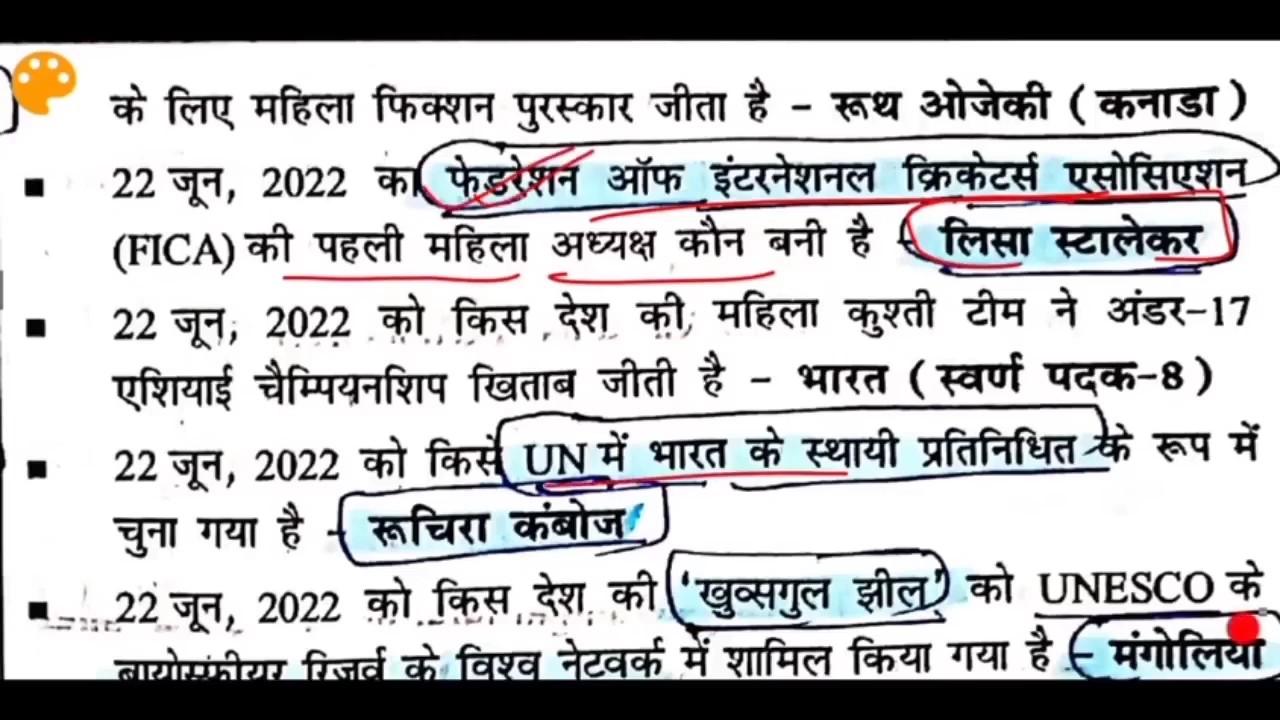 के लिए महिला फिक्शन पुरस्कार जीता है – रूथ ओजेकी (कनाडा)
▪ 22 जून, 2022 का फेडरेशन ऑफ इंटरनेशनल क्रिकेटर्स एसोसिएशन
(FICA) की पहली महिला अध्यक्ष कौन बनी है – लिसा स्टालेकर
▪ 22 जून, 2022 को किस देश की महिला कुश्ती टीम ने अंडर-17
एशियाई चैम्पियनशिप खिताब जीती है – भारत (स्वर्ण पदक-8)
▪ 22 जून, 2022 को किसे UN में भारत के स्थायी प्रतिनिधित के रूप में
चुना गया है – रूचिरा कंबोज
▪ 22 जून, 2022 को किस देश की 'खुव्सगुल झील' को UNESCO के
बायोस्फीयर रिजर्व के विश्व नेटवर्क में शामिल किया गया है – मंगोलिया